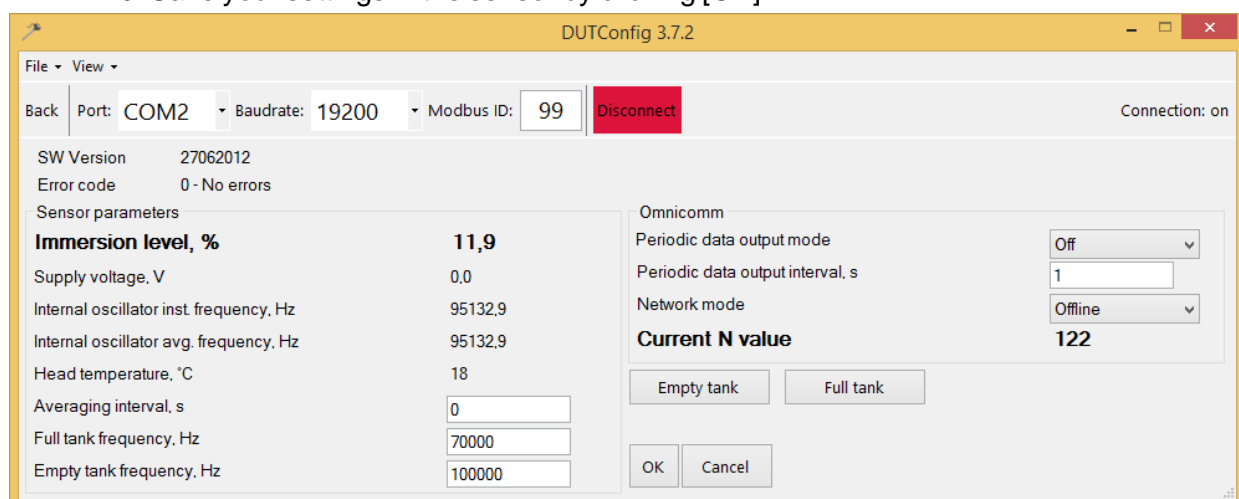 DUTConfig 3.7.2
File View
Back Port: COM2 Baudrate: 19200 Modbus ID: 99 Disconnect Connection: on
SW Version 27062012
Error code 0 - No errors
Sensor parameters
Immersion level, % 11,9
Supply voltage, V 0,0
Internal oscillator inst. frequency, Hz 95132,9
Internal oscillator avg. frequency, Hz 95132,9
Head temperature, °C 18
Averaging interval, s 0
Full tank frequency, Hz 70000
Empty tank frequency, Hz 100000
Omnicomm
Periodic data output mode Off
Periodic data output interval, s 1
Network mode Offline
Current N value 122
Empty tank Full tank
OK Cancel